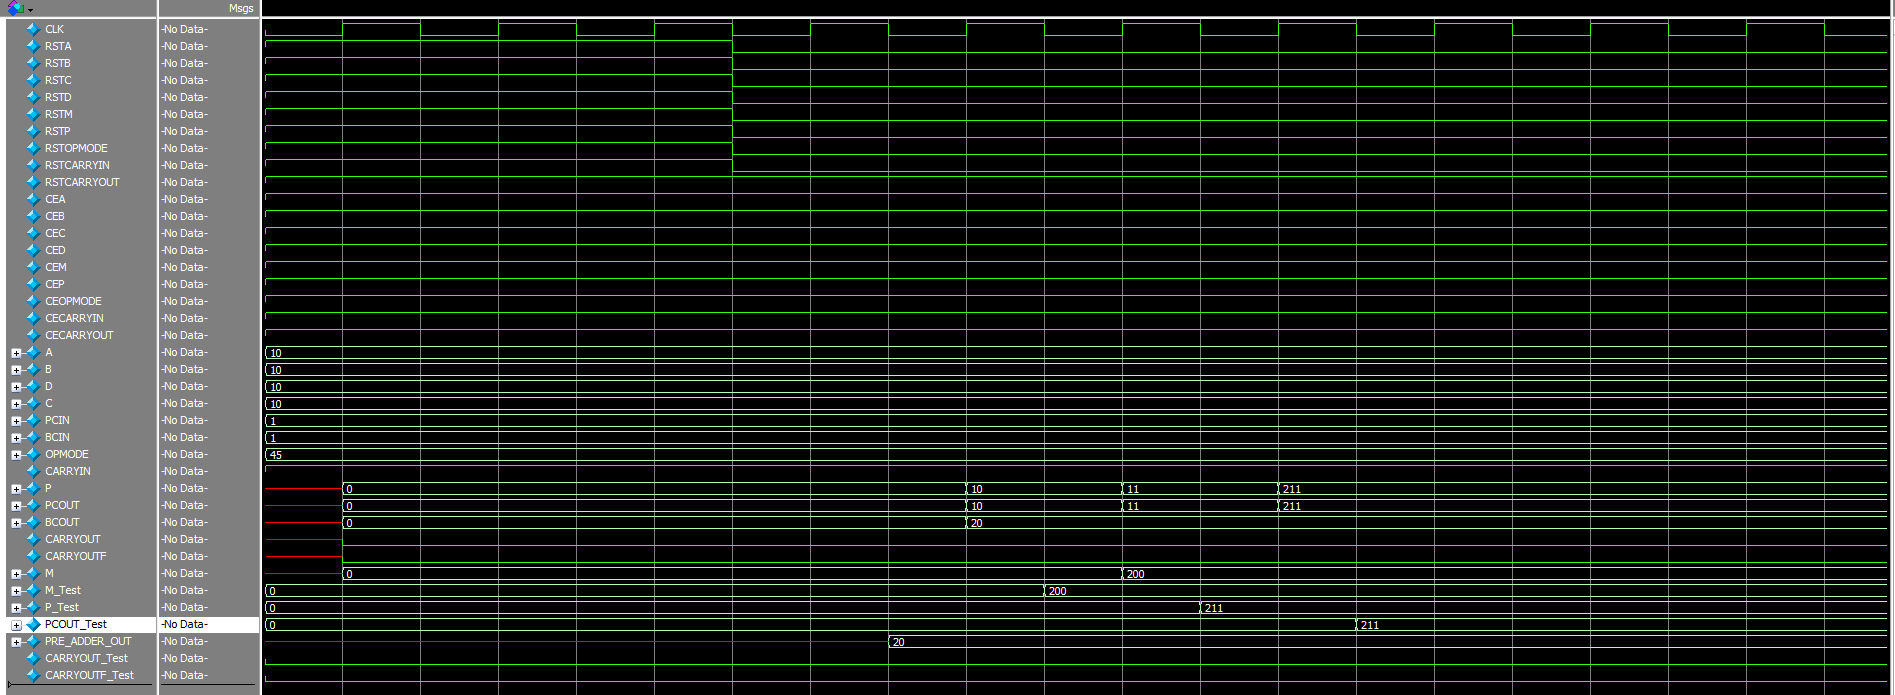 Msgs
CLK -No Data-
RSTA -No Data-
RSTB -No Data-
RSTC -No Data-
RSTD -No Data-
RSTM -No Data-
RSTP -No Data-
RSTOPMODE -No Data-
RSTCARRYIN -No Data-
RSTCARRYOUT -No Data-
CEA -No Data-
CEB -No Data-
CEC -No Data-
CED -No Data-
CEM -No Data-
CEP -No Data-
CEOPMODE -No Data-
CECARRYIN -No Data-
CECARRYOUT -No Data-
A -No Data- 10
B -No Data- 10
D -No Data- 10
C -No Data- 10
PCIN -No Data- 1
BCIN -No Data- 1
OPMODE -No Data- 45
CARRYIN -No Data-
P -No Data- 0 10 11 211
PCOUT -No Data- 0 10 11 211
BCOUT -No Data- 0 20
CARRYOUT -No Data-
CARRYOUTF -No Data-
M -No Data- 0 200
M_Test -No Data- 0 200
P_Test -No Data- 0 211
PCOUT_Test -No Data- 0 211
PRE_ADDER_OUT -No Data- 20
CARRYOUT_Test -No Data-
CARRYOUTF_Test -No Data-